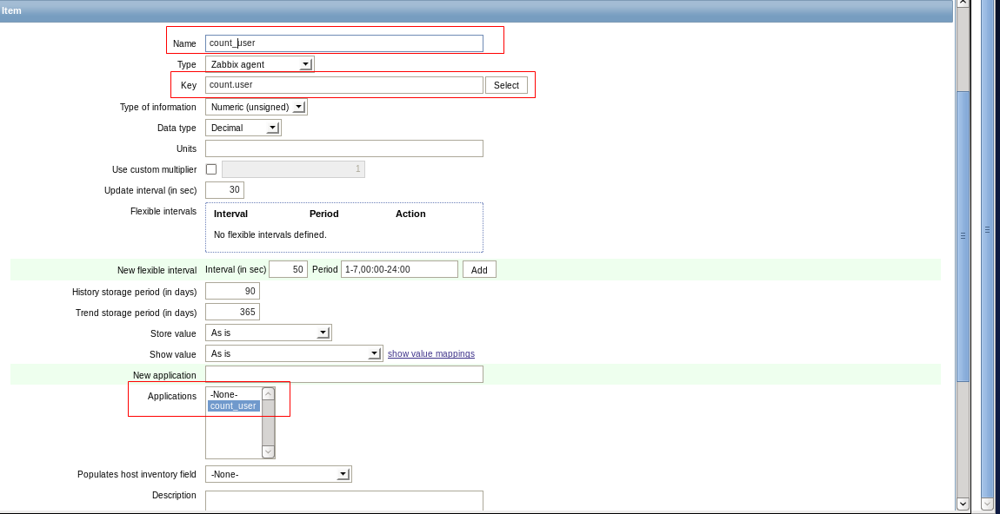 Item
Name count_user
Type Zabbix agent
Key count.user Select
Type of information Numeric (unsigned)
Data type Decimal
Units
Use custom multiplier 1
Update interval (in sec) 30
Flexible intervals Interval Period Action
No flexible intervals defined.
New flexible interval Interval (in sec) 50 Period 1-7,00:00-24:00 Add
History storage period (in days) 90
Trend storage period (in days) 365
Store value As is
Show value As is show value mappings
New application
Applications -None-
count_user
Populates host inventory field -None-
Description